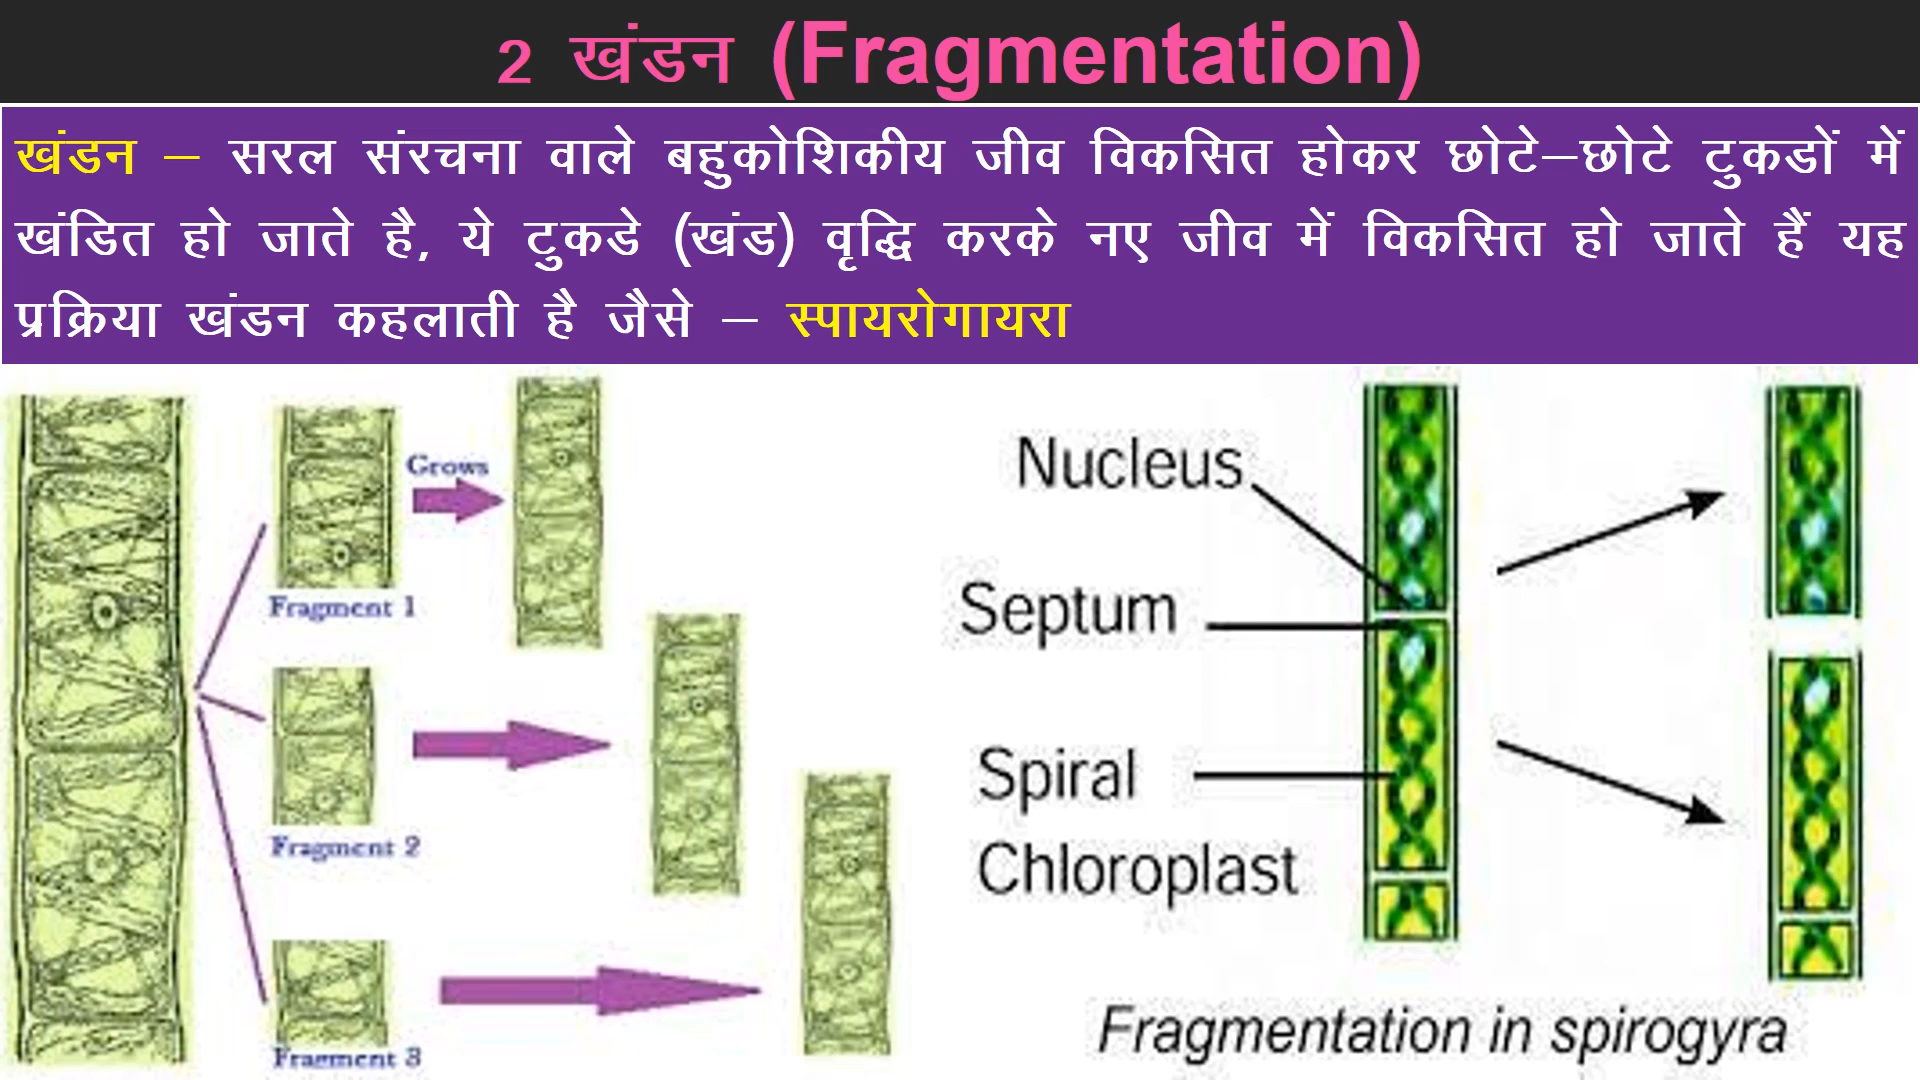 2 खंडन (Fragmentation)
खंडन – सरल संरचना वाले बहुकोशिकीय जीव विकसित होकर छोटे–छोटे टुकडों में
खंडित हो जाते है, ये टुकडे (खंड) वृद्धि करके नए जीव में विकसित हो जाते हैं यह
प्रक्रिया खंडन कहलाती है जैसे – स्पायरोगायरा
Grows
Fragment 1
Fragment 2
Fragment 3
Nucleus
Septum
Spiral
Chloroplast
Fragmentation in spirogyra